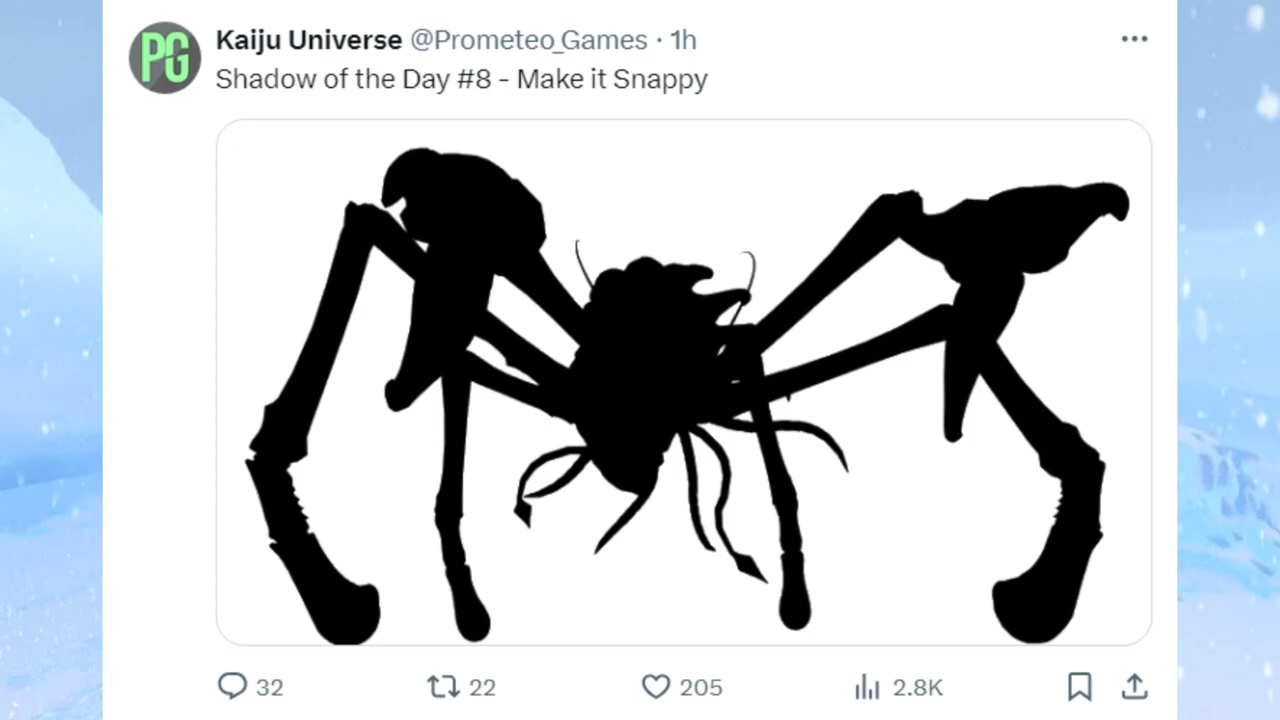 PG
Kaiju Universe @Prometeo_Games · 1h
Shadow of the Day #8 - Make it Snappy
32 22 205 2.8K